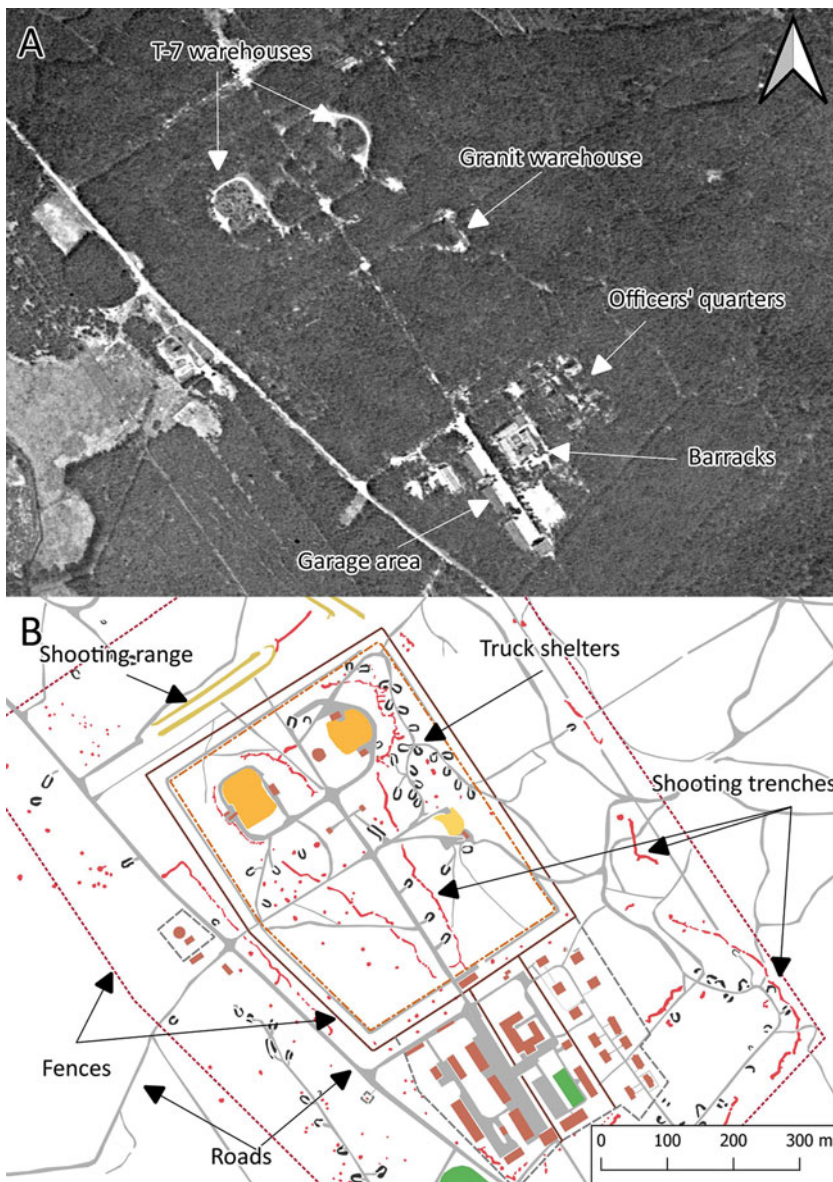 A
T-7 warehouses
Granit warehouse
Officers' quarters
Barracks
Garage area
B
Shooting range
Truck shelters
Shooting trenches
Fences
Roads
0 100 200 300 m